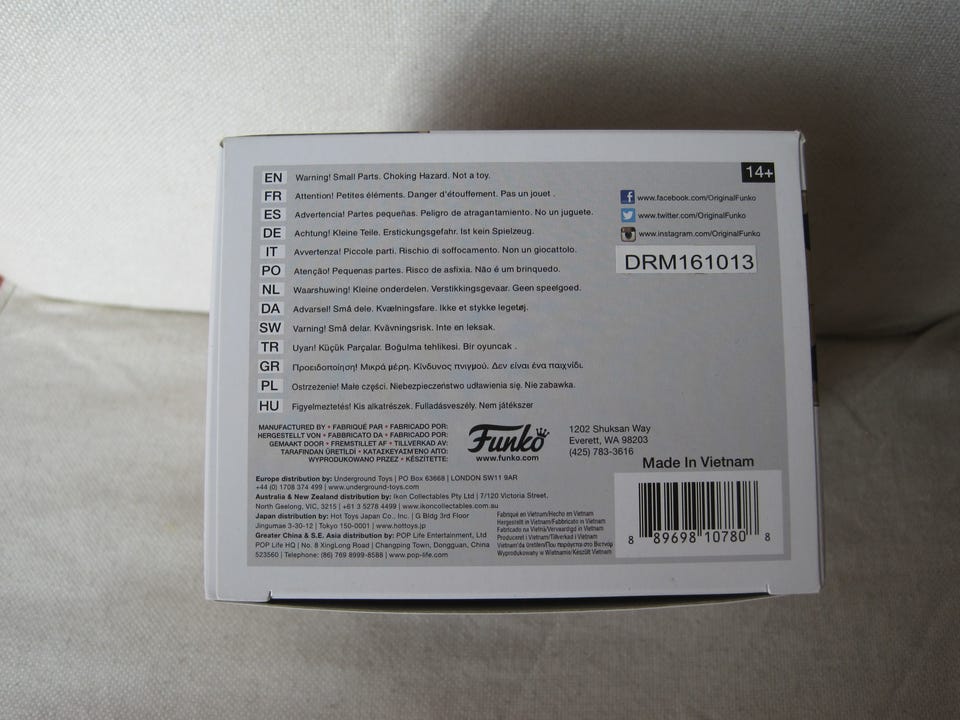 14+
EN Warning! Small Parts. Choking Hazard. Not a toy.
FR Attention! Petites éléments. Danger d'étouffement. Pas un jouet .
ES Advertencia! Partes pequeñas. Peligro de atragantamiento. No un juguete.
DE Achtung! Kleine Teile. Erstickungsgefahr. Ist kein Spielzeug.
IT Avvertenza! Piccole parti. Rischio di soffocamento. Non un giocattolo.
PO Atenção! Pequenas partes. Risco de asfixia. Não é um brinquedo.
NL Waarshuwing! Kleine onderdelen. Verstikkingsgevaar. Geen speelgoed.
DA Advarsel! Små dele. Kvælningsfare. Ikke et stykke legetøj.
SW Varning! Små delar. Kvävningsrisk. Inte en leksak.
TR Uyarı! Küçük Parçalar. Boğulma tehlikesi. Bir oyuncak .
GR Προειδοποίηση! Μικρά μέρη. Κίνδυνος πνιγμού. Δεν είναι ένα παιχνίδι.
PL Ostrzeżenie! Małe części. Niebezpieczeństwo udławienia się. Nie zabawka.
HU Figyelmeztetés! Kis alkatrészek. Fulladásveszély. Nem játékszer
www.facebook.com/OriginalFunko
www.twitter.com/OriginalFunko
www.instagram.com/OriginalFunko
DRM161013
MANUFACTURED BY • FABRIQUÉ PAR • FABRICADO POR:
HERGESTELLT VON • FABBRICATO DA • FABRICADO POR:
GEMAAKT DOOR • FREMSTILLET AF • TILLVERKAD AV:
TARAFINDAN ÜRETİLDİ • ΚΑΤΑΣΚΕΥΑΣΜΕΝΟ ΑΠΟ:
WYPRODUKOWANO PRZEZ • KÉSZÍTETTE:
Funko
www.funko.com
1202 Shuksan Way
Everett, WA 98203
(425) 783-3616
Europe distribution by: Underground Toys | PO Box 63668 | LONDON SW11 9AR
+44 (0) 1708 374 499 | www.underground-toys.com
Australia & New Zealand distribution by: Ikon Collectables Pty Ltd | 7/120 Victoria Street,
North Geelong, VIC, 3215 | +61 3 5278 4499 | www.ikoncollectables.com.au
Japan distribution by: Hot Toys Japan Co., Inc. | G Bldg 3rd Floor
Jingumae 3-30-12 | Tokyo 150-0001 | www.hottoys.jp
Greater China & S.E. Asia distribution by: POP Life Entertainment, Ltd
POP Life HQ | No. 8 XingLong Road | Changping Town, Dongguan, China
523560 | Telephone: (86) 769 8999-8588 | www.pop-life.com
Fabriqué en Vietnam/Hecho en Vietnam
Hergestellt in Vietnam/Fabbricato in Vietnam
Fabricado na Vietnã/Vervaardigd in Vietnam
Produceret i Vietnam/Tillverkad i Vietnam
Vietnam'da üretilen/Που παράγεται στο Βιετνάμ
Wyprodukowany w Wietnamie/Készült Vietnam
Made In Vietnam
8 89698 10780 8